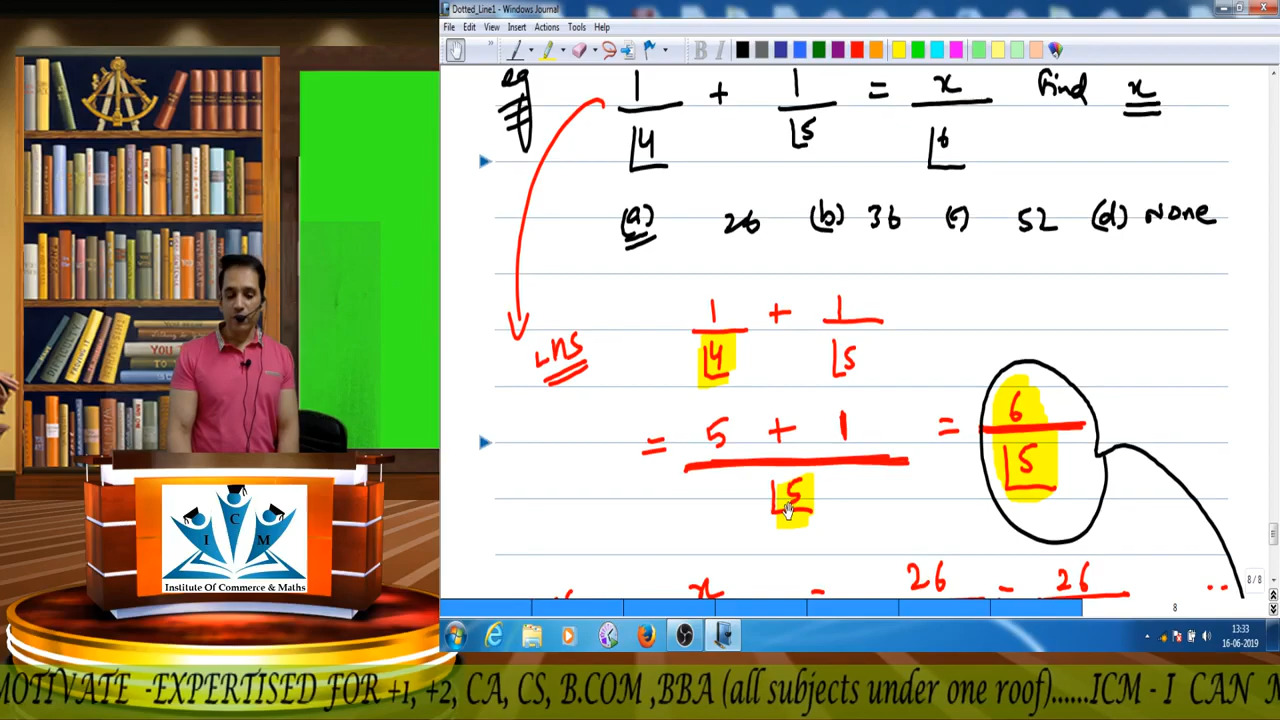 Dotted_Line1 - Windows Journal
File Edit View Insert Actions Tools Help
eg 1/⌊4 + 1/⌊5 = x/⌊6 Find x
(a) 26 (b) 36 (c) 52 (d) None
LHS 1/⌊4 + 1/⌊5
= 5 + 1/⌊5 = 6/⌊5
x = 26 = 26 ..
8/8
8
I C M
Institute Of Commerce & Maths
13:33
16-06-2019
MOTIVATE -EXPERTISED FOR +1, +2, CA, CS, B.COM ,BBA (all subjects under one roof)......ICM - I CAN